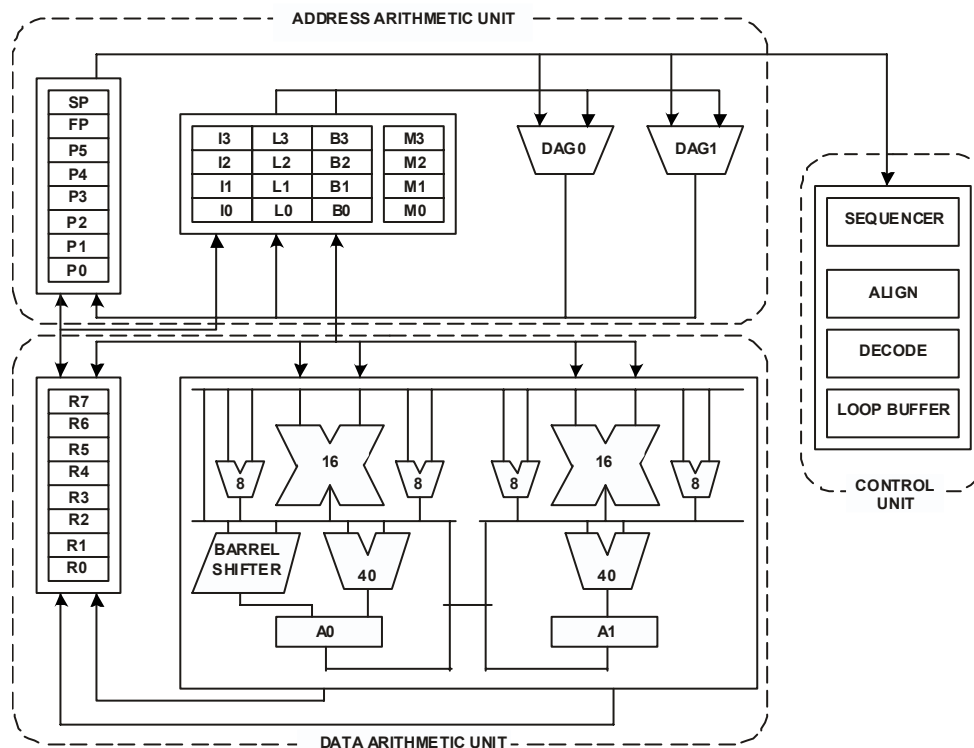 ADDRESS ARITHMETIC UNIT
SP
FP
P5
P4
P3
P2
P1
P0
I3 L3 B3 M3
I2 L2 B2 M2
I1 L1 B1 M1
I0 L0 B0 M0
DAG0
DAG1
SEQUENCER
ALIGN
DECODE
LOOP BUFFER
CONTROL
UNIT
R7
R6
R5
R4
R3
R2
R1
R0
8
16
8
8
16
8
BARREL
SHIFTER
40
40
A0
A1
DATA ARITHMETIC UNIT